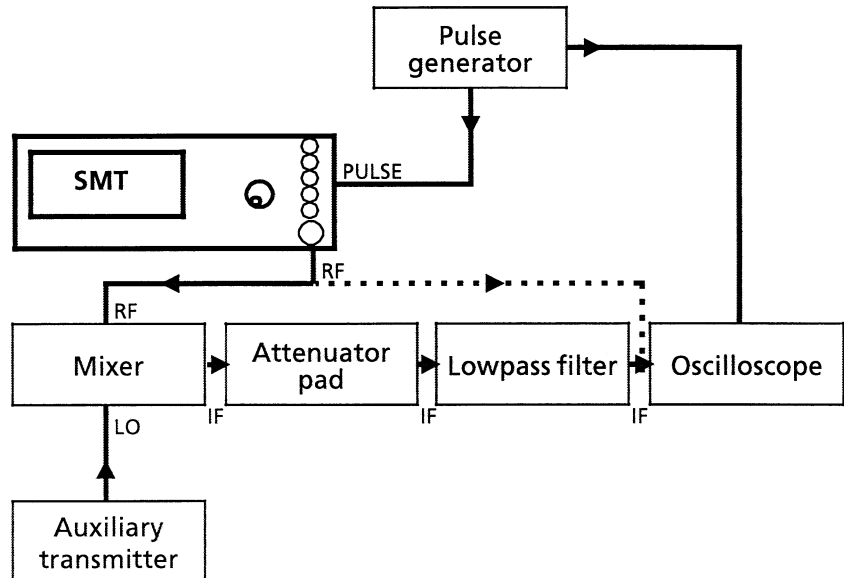 Pulse
generator
SMT
PULSE
RF
RF
Mixer
Attenuator
pad
Lowpass filter
Oscilloscope
IF
IF
IF
LO
Auxiliary
transmitter